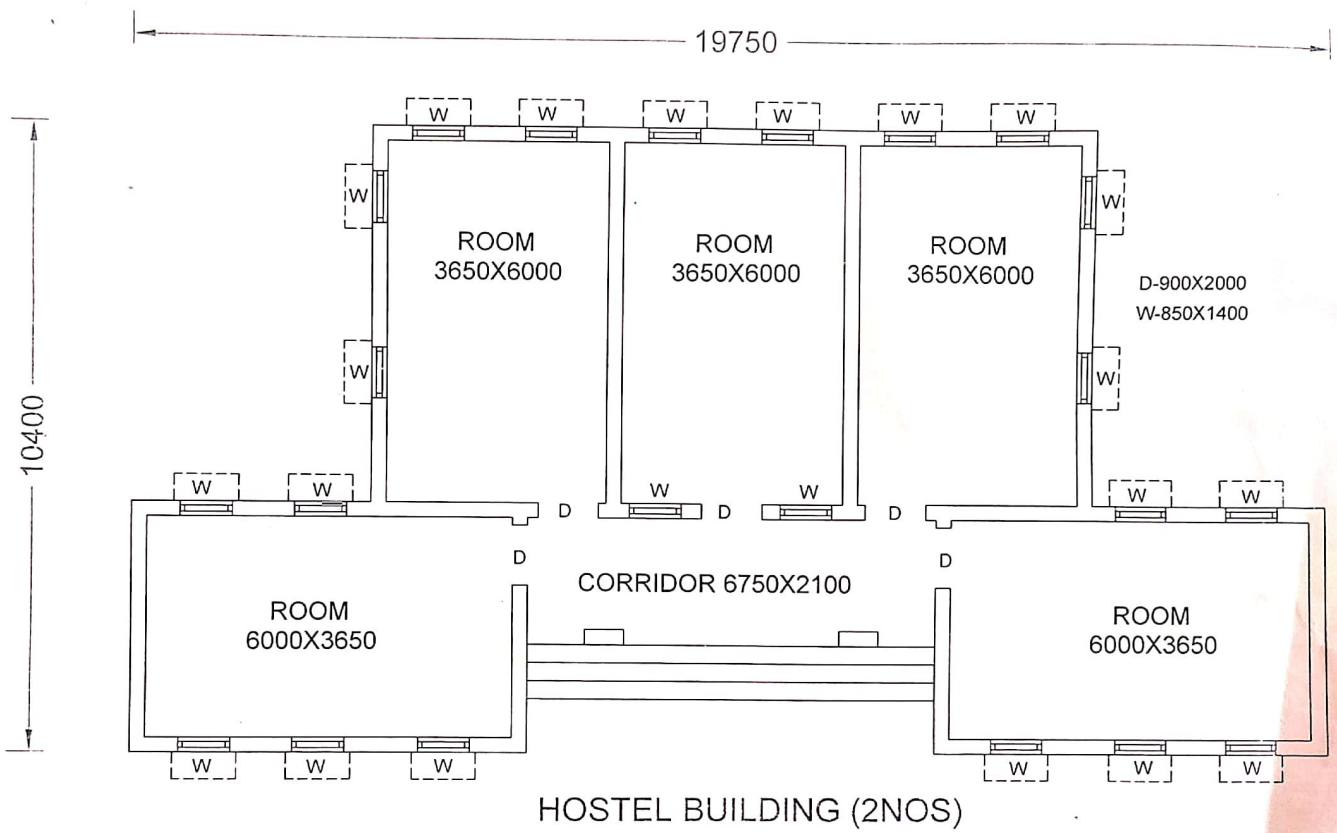 19750
W W W W W W
W W
ROOM
3650X6000
ROOM
3650X6000
ROOM
3650X6000
D-900X2000
W-850X1400
10400
W W
W W W W W W
D D D
D D
CORRIDOR 6750X2100
ROOM
6000X3650
ROOM
6000X3650
W W W W W W
HOSTEL BUILDING (2NOS)